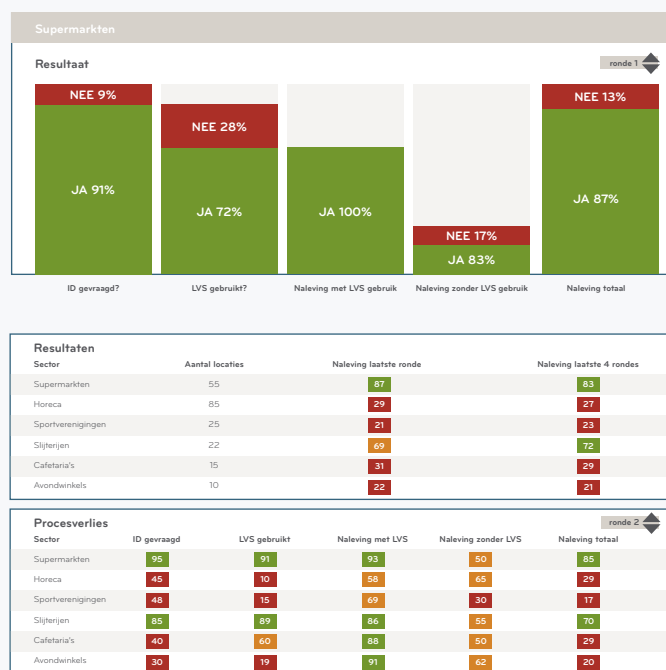 Supermarkten
Resultaat
ronde 1
NEE 9% NEE 28% NEE 17% NEE 13%
JA 91% JA 72% JA 100% JA 83% JA 87%
ID gevraagd? LVS gebruikt? Naleving met LVS gebruik Naleving zonder LVS gebruik Naleving totaal
Resultaten
Sector Aantal locaties Naleving laatste ronde Naleving laatste 4 rondes
Supermarkten 55 87 83
Horeca 85 29 27
Sportverenigingen 25 21 23
Slijterijen 22 69 72
Cafetaria's 15 31 29
Avondwinkels 10 22 21
Procesverlies
ronde 2
Sector ID gevraagd LVS gebruikt Naleving met LVS Naleving zonder LVS Naleving totaal
Supermarkten 95 91 93 50 85
Horeca 45 10 58 65 29
Sportverenigingen 48 15 69 30 17
Slijterijen 85 89 86 55 70
Cafetaria's 40 60 88 50 29
Avondwinkels 30 19 91 62 20